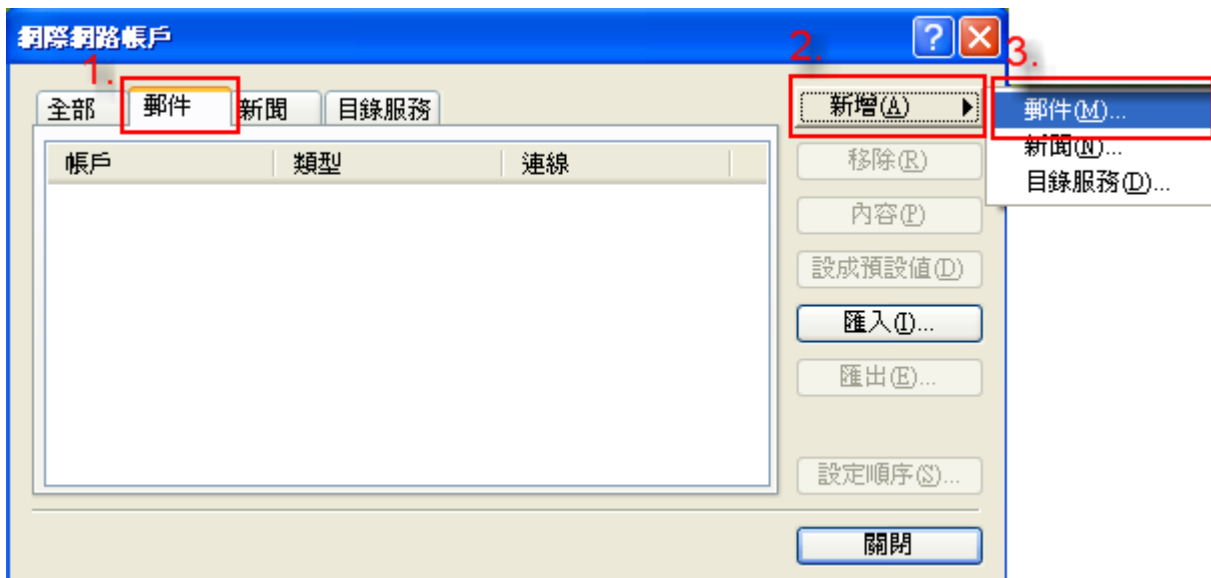 網際網路帳戶
1.
2.
3.
全部 郵件 新聞 目錄服務
新增(A)
郵件(M)...
新聞(N)...
目錄服務(D)...
帳戶 類型 連線
移除(R)
內容(P)
設成預設值(D)
匯入(I)...
匯出(E)...
設定順序(S)...
關閉